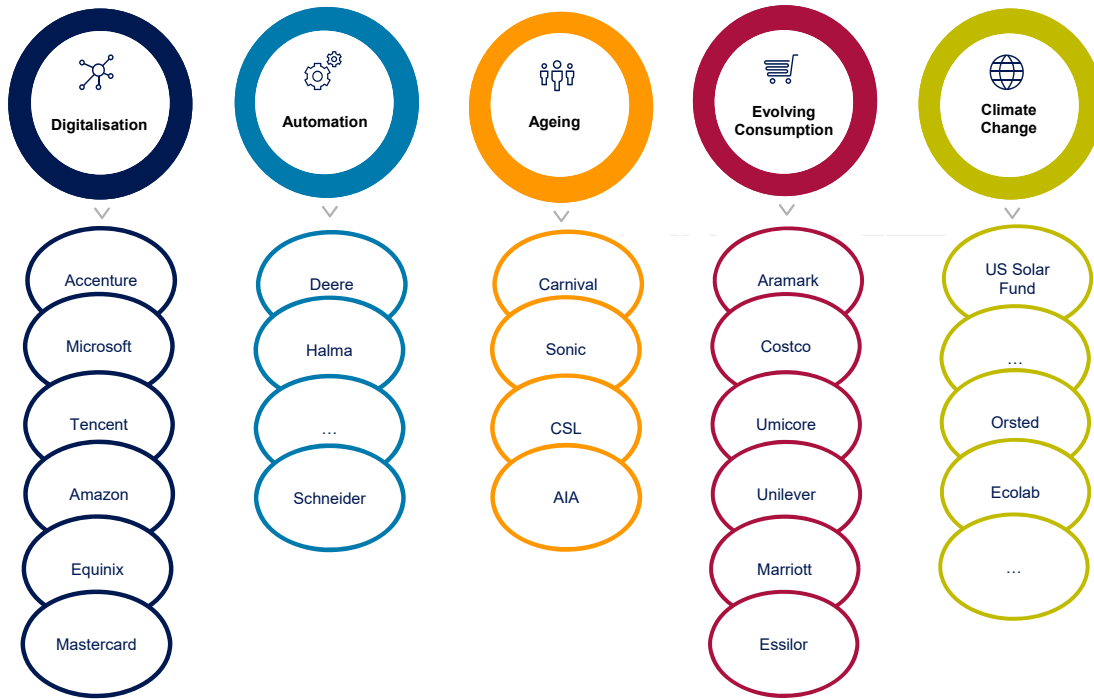 Digitalisation
Accenture
Microsoft
Tencent
Amazon
Equinix
Mastercard
Automation
Deere
Halma
…
Schneider
Ageing
Carnival
Sonic
CSL
AIA
Evolving
Consumption
Aramark
Costco
Umicore
Unilever
Marriott
Essilor
Climate
Change
US Solar
Fund
…
Orsted
Ecolab
…